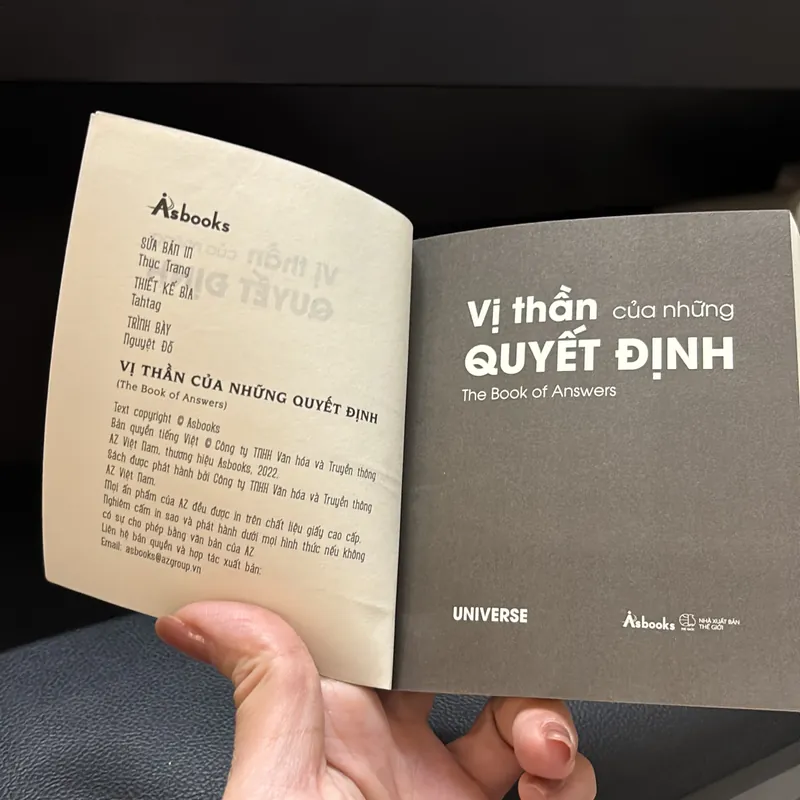 Asbooks
SỬA BẢN IN
Thục Trang
THIẾT KẾ BÌA
Tahtag
TRÌNH BÀY
Nguyệt Đỗ
VỊ THẦN CỦA NHỮNG QUYẾT ĐỊNH
(The Book of Answers)
Text copyright © Asbooks
Bản quyền tiếng Việt © Công ty TNHH Văn hóa và Truyền thông
AZ Việt Nam, thương hiệu Asbooks, 2022.
Sách được phát hành bởi Công ty TNHH Văn hóa và Truyền thông
AZ Việt Nam.
Mọi ấn phẩm của AZ đều được in trên chất liệu giấy cao cấp.
Nghiêm cấm in sao và phát hành dưới mọi hình thức nếu không
có sự cho phép bằng văn bản của AZ
Liên hệ bản quyền và hợp tác xuất bản:
Email: asbooks@azgroup.vn
Vị thần của những
QUYẾT ĐỊNH
The Book of Answers
UNIVERSE
Asbooks
NHÀ XUẤT BẢN
THẾ GIỚI